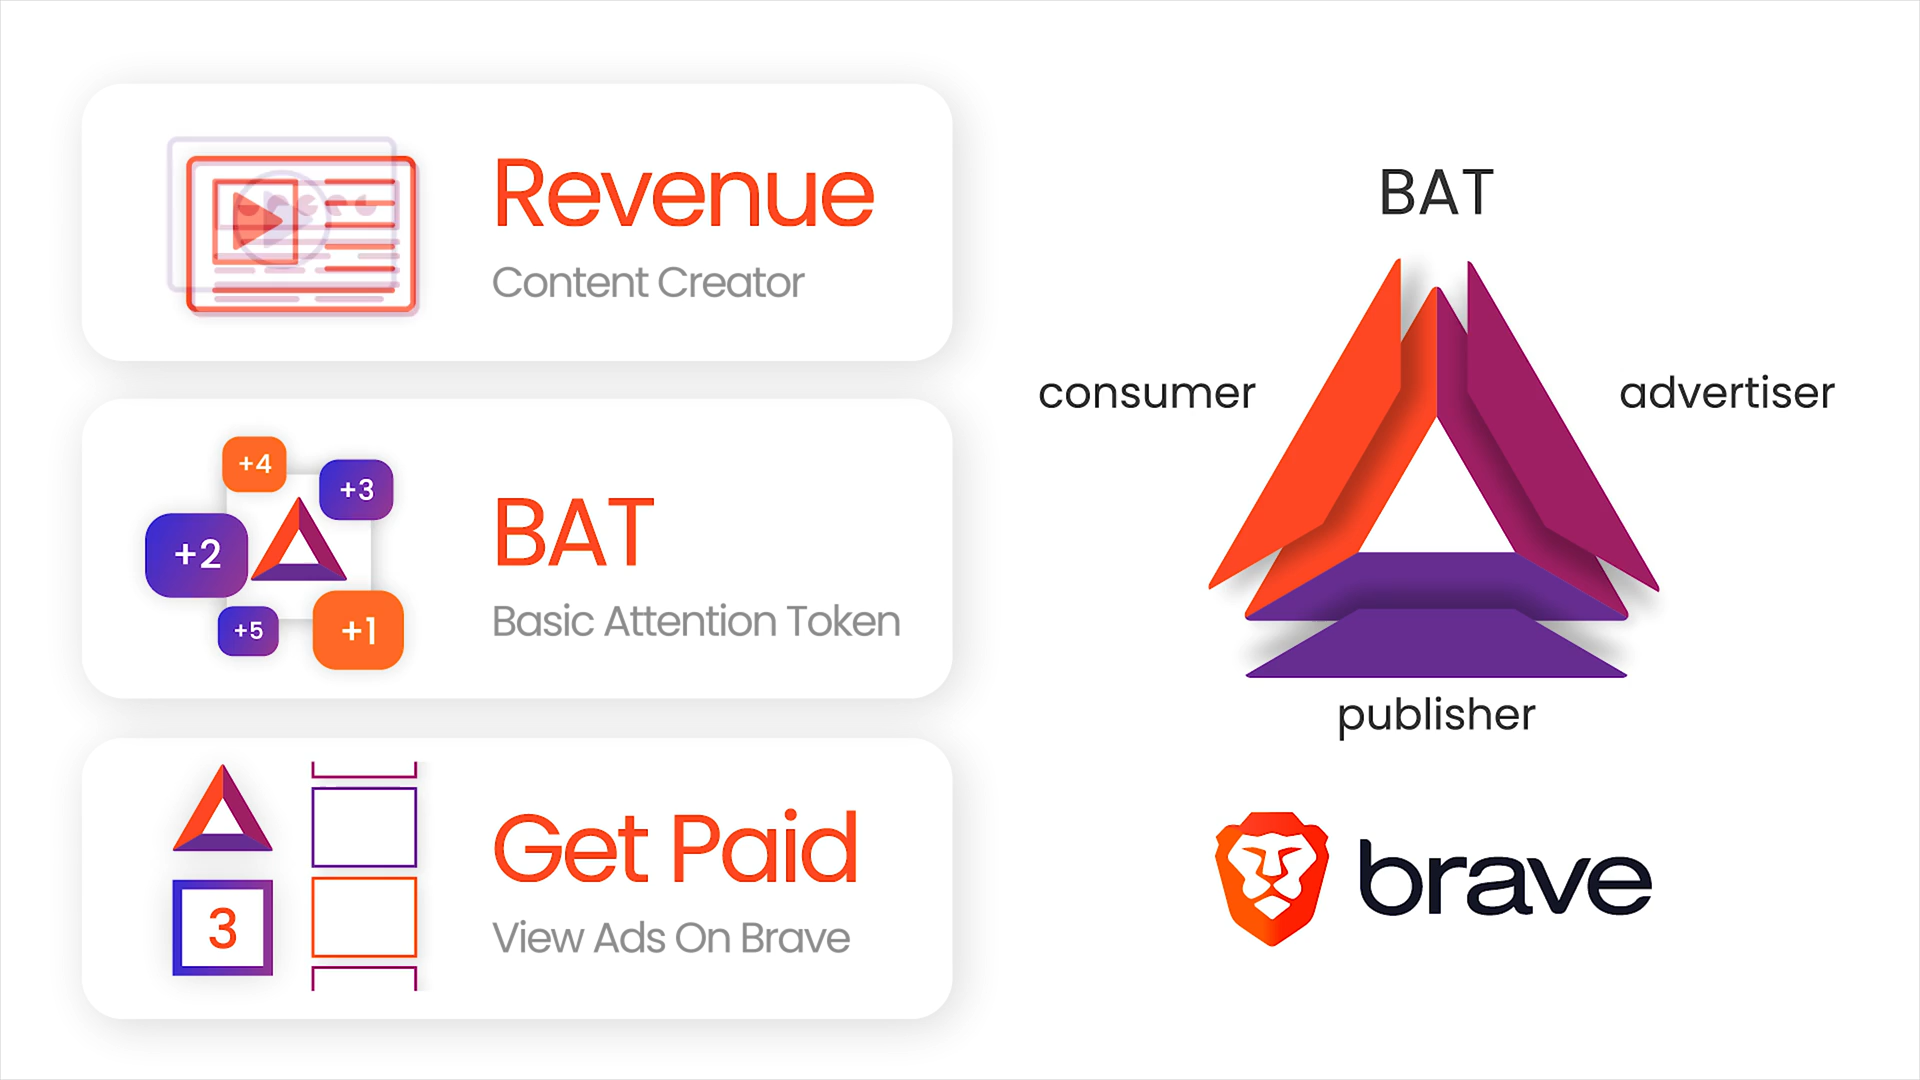 Revenue
Content Creator
+4
+3
+2
+5
+1
BAT
Basic Attention Token
3
Get Paid
View Ads On Brave
BAT
consumer
advertiser
publisher
brave